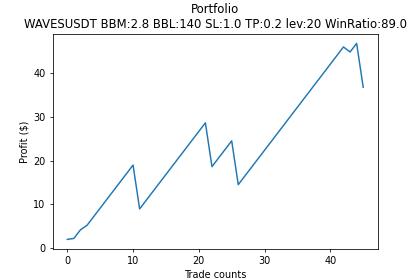 Portfolio
WAVESUSDT BBM:2.8 BBL:140 SL:1.0 TP:0.2 lev:20 WinRatio:89.0
40
30
20
10
0
Profit ($)
0 10 20 30 40
Trade counts